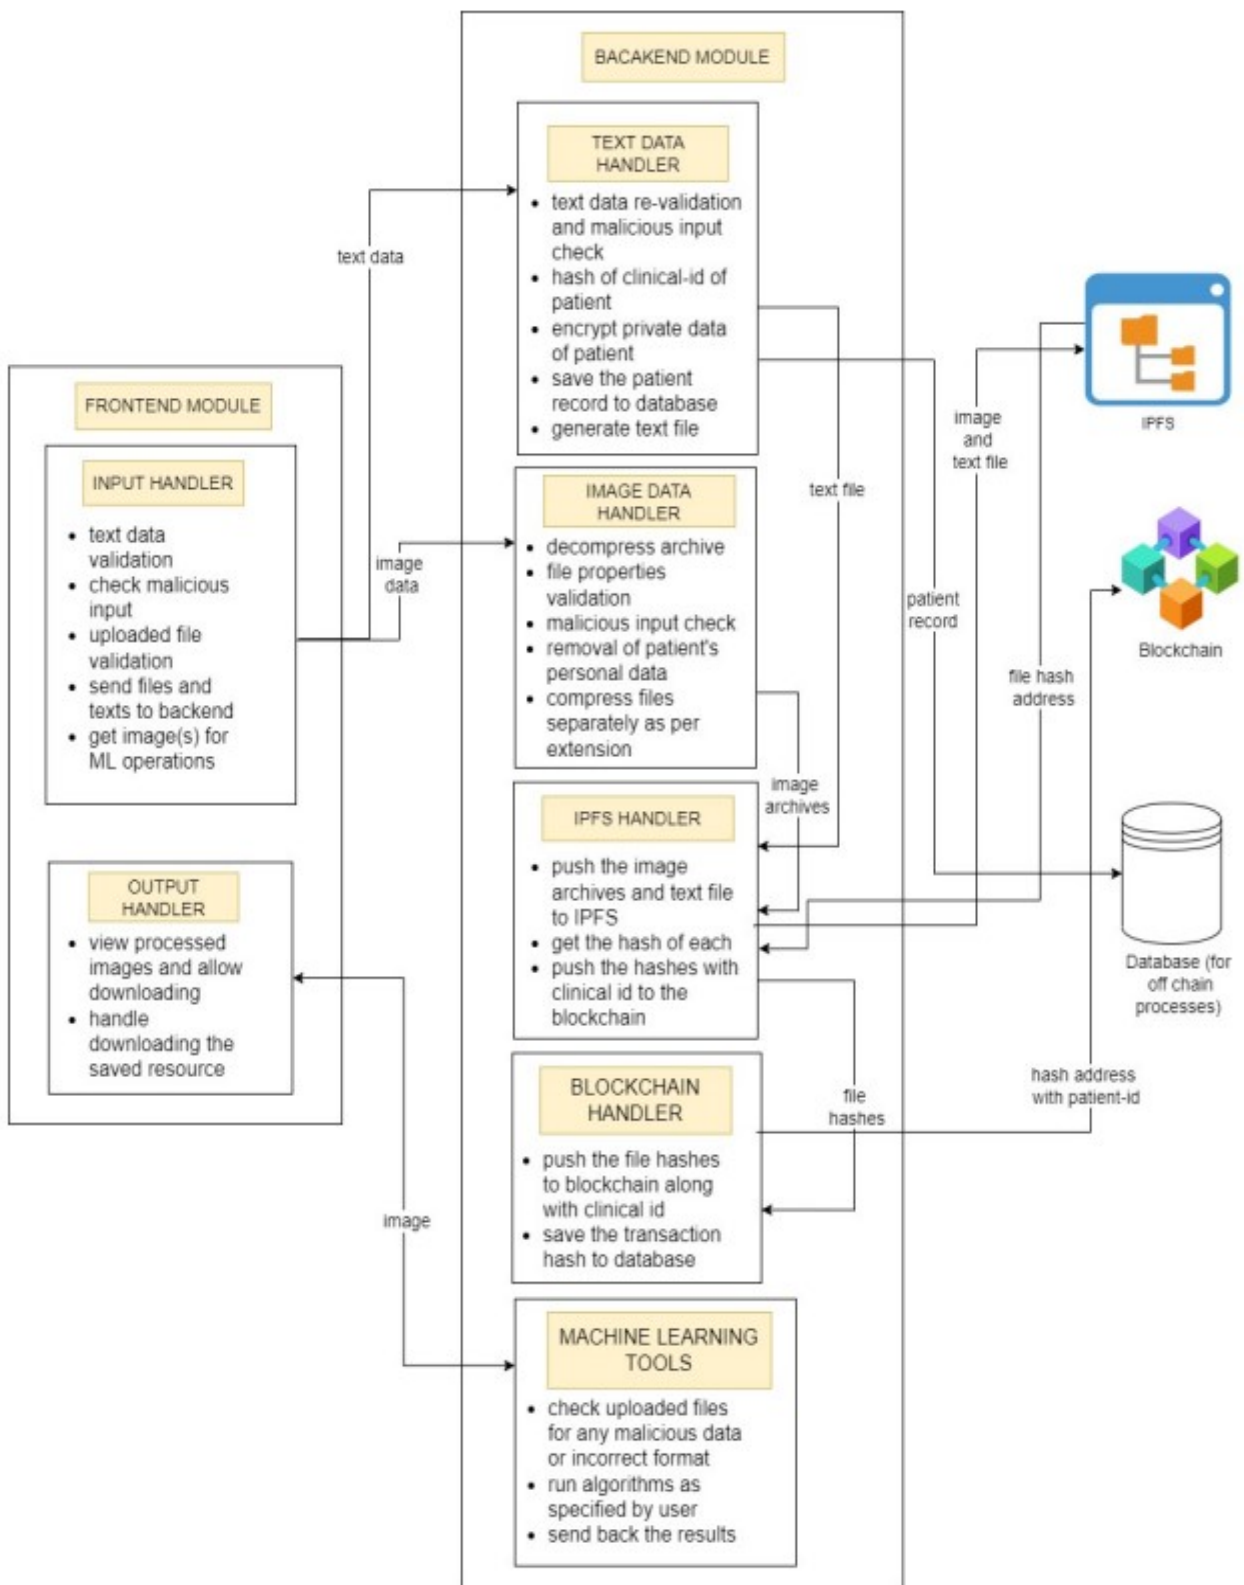 BACAKEND MODULE
TEXT DATA
HANDLER
• text data re-validation
and malicious input
check
• hash of clinical-id of
patient
• encrypt private data
of patient
• save the patient
record to database
• generate text file
text data
FRONTEND MODULE
INPUT HANDLER
• text data
validation
• check malicious
input
• uploaded file
validation
• send files and
texts to backend
• get image(s) for
ML operations
image
data
IMAGE DATA
HANDLER
• decompress archive
• file properties
validation
• malicious input check
• removal of patient's
personal data
• compress files
separately as per
extension
text file
image
and
text file
IPFS
patient
record
Blockchain
file hash
address
image
archives
IPFS HANDLER
• push the image
archives and text file
to IPFS
• get the hash of each
• push the hashes with
clinical id to the
blockchain
OUTPUT
HANDLER
• view processed
images and allow
downloading
• handle
downloading the
saved resource
Database (for
off chain
processes)
BLOCKCHAIN
HANDLER
• push the file hashes
to blockchain along
with clinical id
• save the transaction
hash to database
file
hashes
hash address
with patient-id
image
MACHINE LEARNING
TOOLS
• check uploaded files
for any malicious data
or incorrect format
• run algorithms as
specified by user
• send back the results